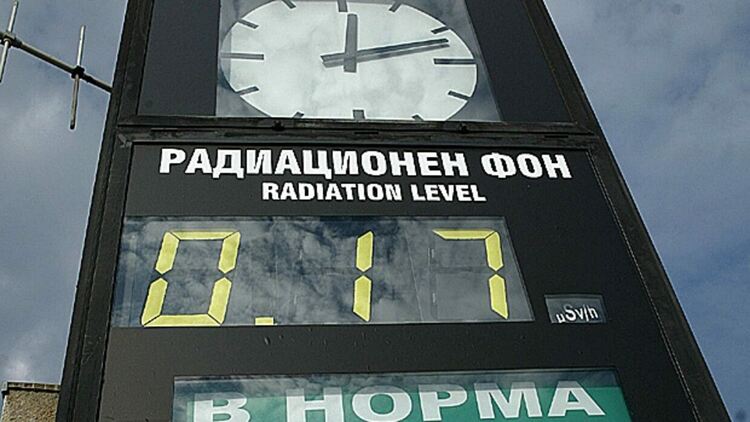 РАДИАЦИОНЕН ФОН
RADIATION LEVEL
0.17 µSv/h
В НОРМА